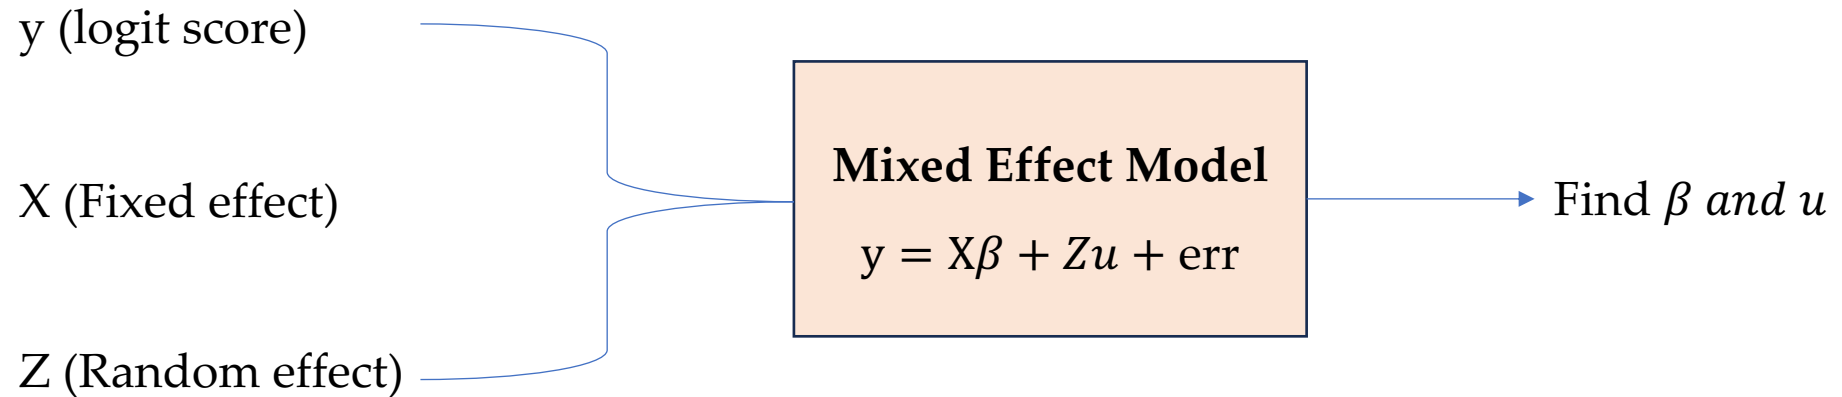 y (logit score)
X (Fixed effect)
Z (Random effect)
Mixed Effect Model
y = Xβ + Zu + err
Find β and u